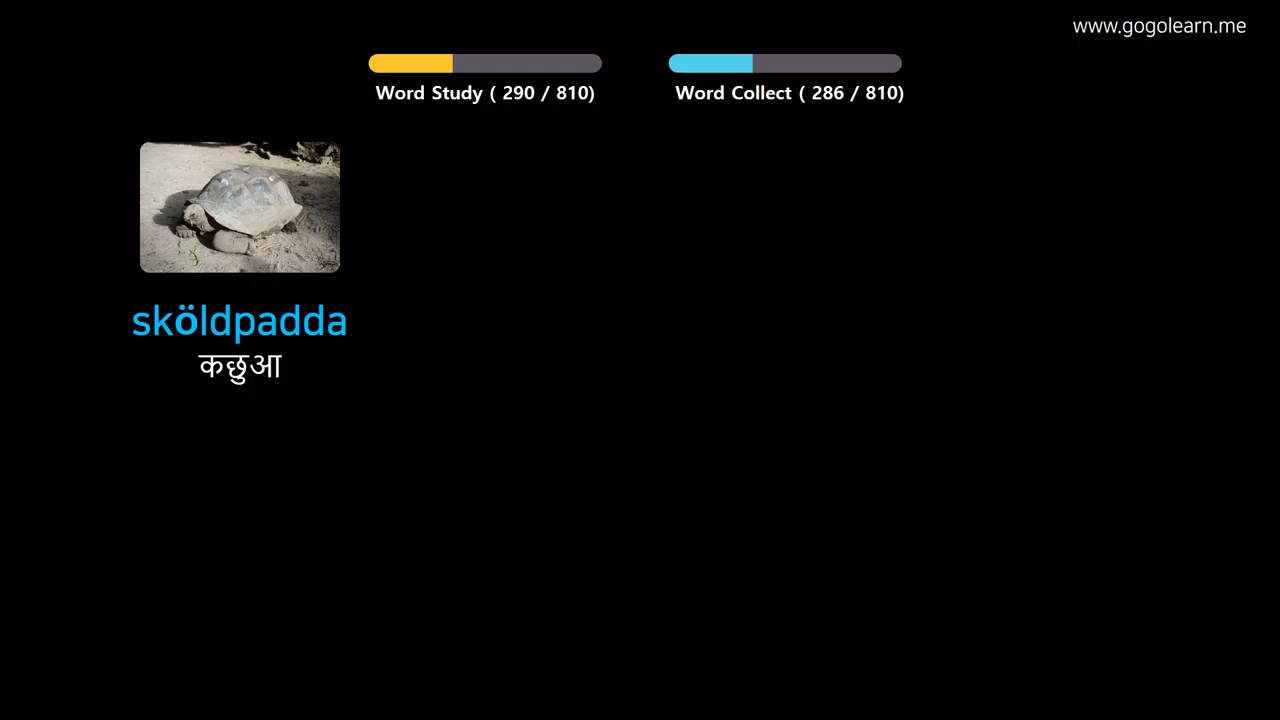 www.gogolearn.me
Word Study ( 290 / 810)
Word Collect ( 286 / 810)
sköldpadda
कछुआ